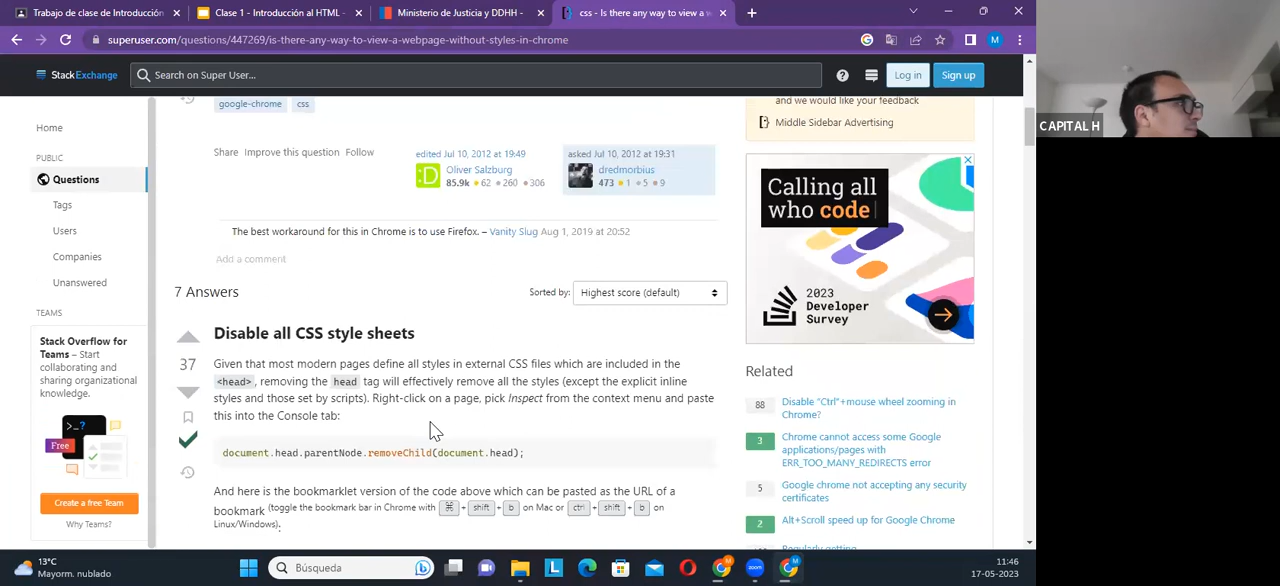 Trabajo de clase de Introducción
Clase 1 - Introducción al HTML -
Ministerio de Justicia y DDHH -
css - Is there any way to view a w
superuser.com/questions/447269/is-there-any-way-to-view-a-webpage-without-styles-in-chrome
M
StackExchange
Search on Super User...
Log in
Sign up
CAPITAL H
Home
PUBLIC
Questions
Tags
Users
Companies
Unanswered
TEAMS
Stack Overflow for
Teams – Start
collaborating and
sharing organizational
knowledge.
Free
Create a free Team
Why Teams?
google-chrome css
Share Improve this question Follow
edited Jul 10, 2012 at 19:49
Oliver Salzburg
85.9k 62 260 306
asked Jul 10, 2012 at 19:31
dredmorbius
473 1 5 9
The best workaround for this in Chrome is to use Firefox. – Vanity Slug Aug 1, 2019 at 20:52
Add a comment
7 Answers
Sorted by: Highest score (default)
37
Disable all CSS style sheets
Given that most modern pages define all styles in external CSS files which are included in the
<head>, removing the head tag will effectively remove all the styles (except the explicit inline
styles and those set by scripts). Right-click on a page, pick Inspect from the context menu and paste
this into the Console tab:
document.head.parentNode.removeChild(document.head);
And here is the bookmarklet version of the code above which can be pasted as the URL of a
bookmark (toggle the bookmark bar in Chrome with ⌘ + shift + b on Mac or ctrl + shift + b on
Linux/Windows):
and we would like your feedback
Middle Sidebar Advertising
Calling all
who code
2023
Developer
Survey
Related
88 Disable "Ctrl"+mouse wheel zooming in
Chrome?
3 Chrome cannot access some Google
applications/pages with
ERR_TOO_MANY_REDIRECTS error
5 Google chrome not accepting any security
certificates
2 Alt+Scroll speed up for Google Chrome
13°C
Mayorm. nublado
Búsqueda
zoom
11:46
17-05-2023